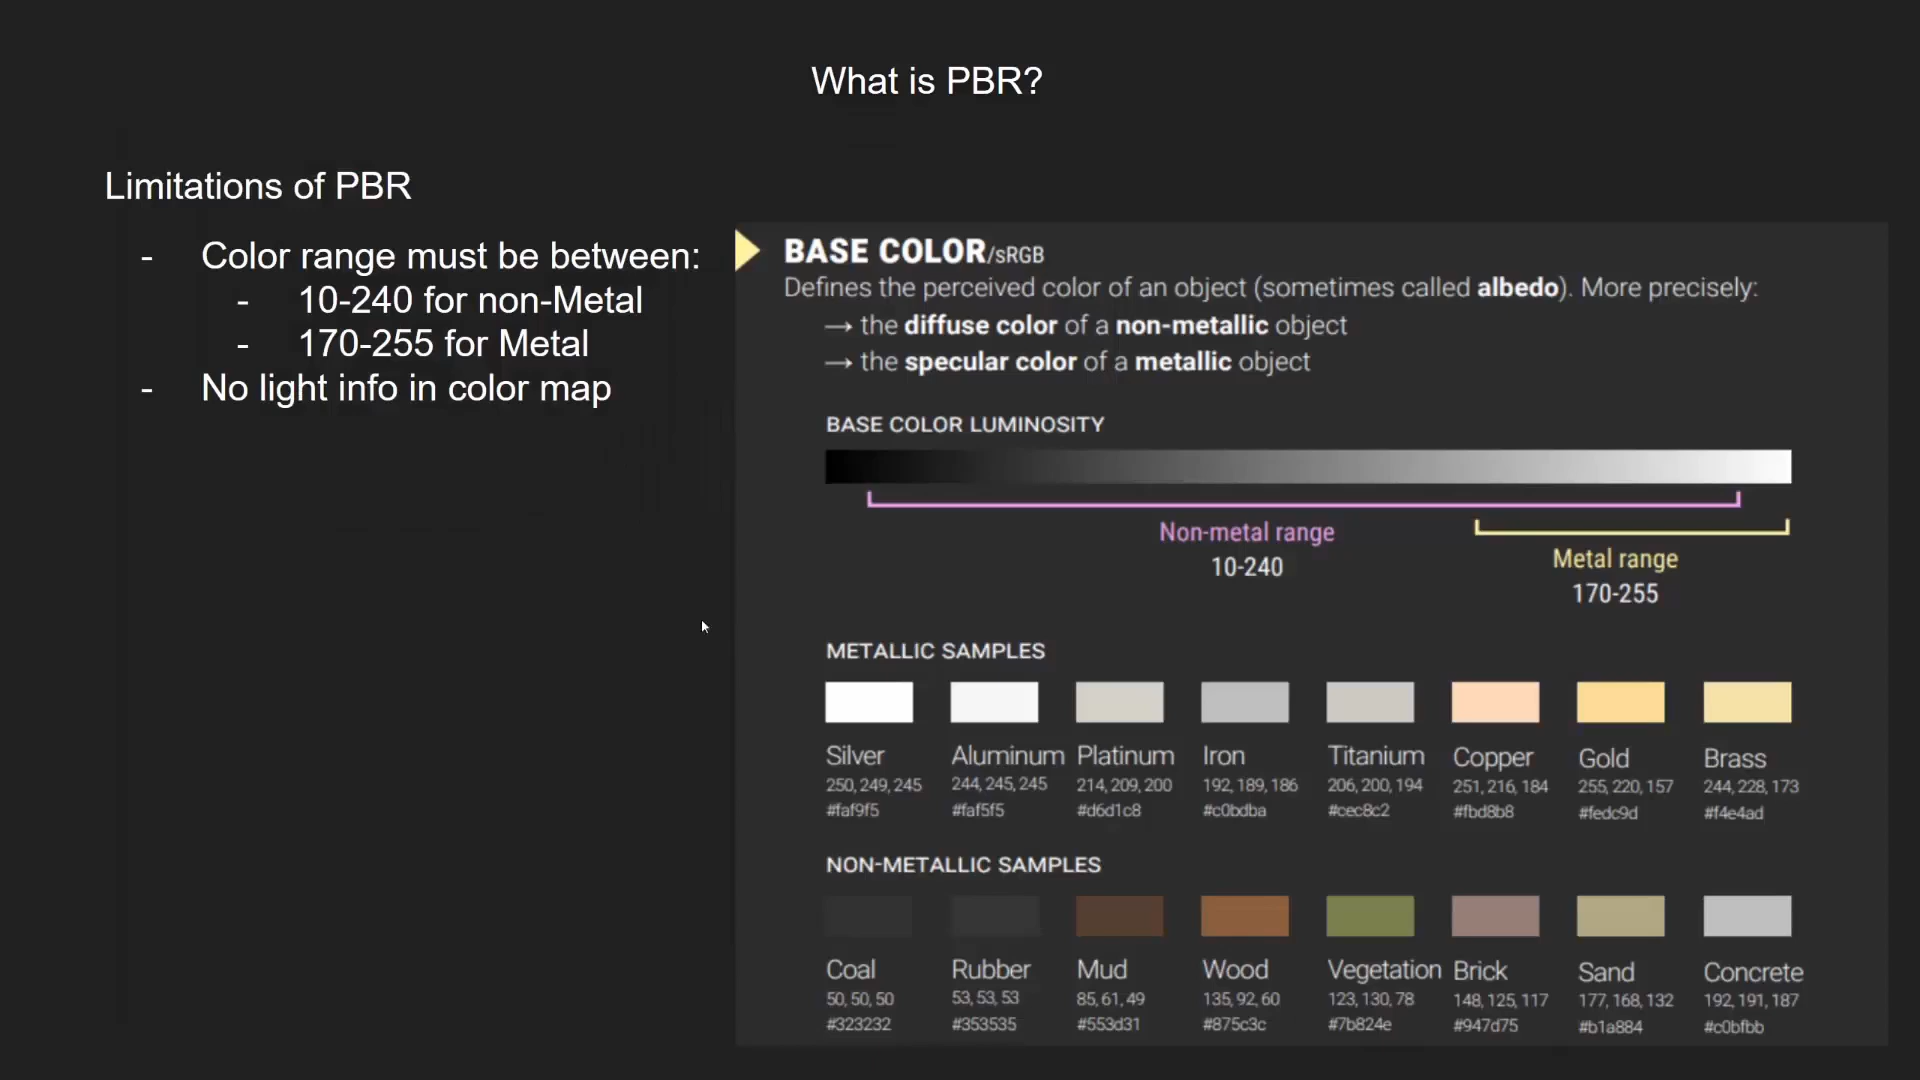 What is PBR?
Limitations of PBR
- Color range must be between:
- 10-240 for non-Metal
- 170-255 for Metal
- No light info in color map
BASE COLOR/sRGB
Defines the perceived color of an object (sometimes called albedo). More precisely:
→ the diffuse color of a non-metallic object
→ the specular color of a metallic object
BASE COLOR LUMINOSITY
Non-metal range
10-240
Metal range
170-255
METALLIC SAMPLES
Silver Aluminum Platinum Iron Titanium Copper Gold Brass
250, 249, 245 244, 245, 245 214, 209, 200 192, 189, 186 206, 200, 194 251, 216, 184 255, 220, 157 244, 228, 173
#faf9f5 #faf5f5 #d6d1c8 #c0bdba #cec8c2 #fbd8b8 #fedc9d #f4e4ad
NON-METALLIC SAMPLES
Coal Rubber Mud Wood Vegetation Brick Sand Concrete
50, 50, 50 53, 53, 53 85, 61, 49 135, 92, 60 123, 130, 78 148, 125, 117 177, 168, 132 192, 191, 187
#323232 #353535 #553d31 #875c3c #7b824e #947d75 #b1a884 #c0bfbb